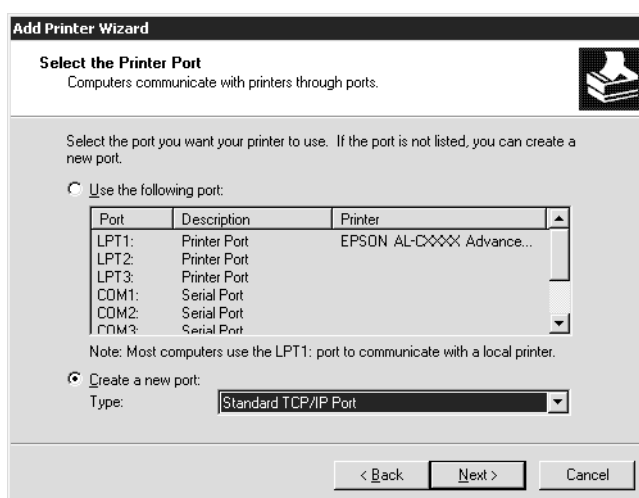 Add Printer Wizard
Select the Printer Port
Computers communicate with printers through ports.
Select the port you want your printer to use. If the port is not listed, you can create a
new port.
Use the following port:
Port Description Printer
LPT1: Printer Port EPSON AL-CXXXX Advance...
LPT2: Printer Port
LPT3: Printer Port
COM1: Serial Port
COM2: Serial Port
COM3: Serial Port
Note: Most computers use the LPT1: port to communicate with a local printer.
Create a new port:
Type: Standard TCP/IP Port
< Back Next > Cancel